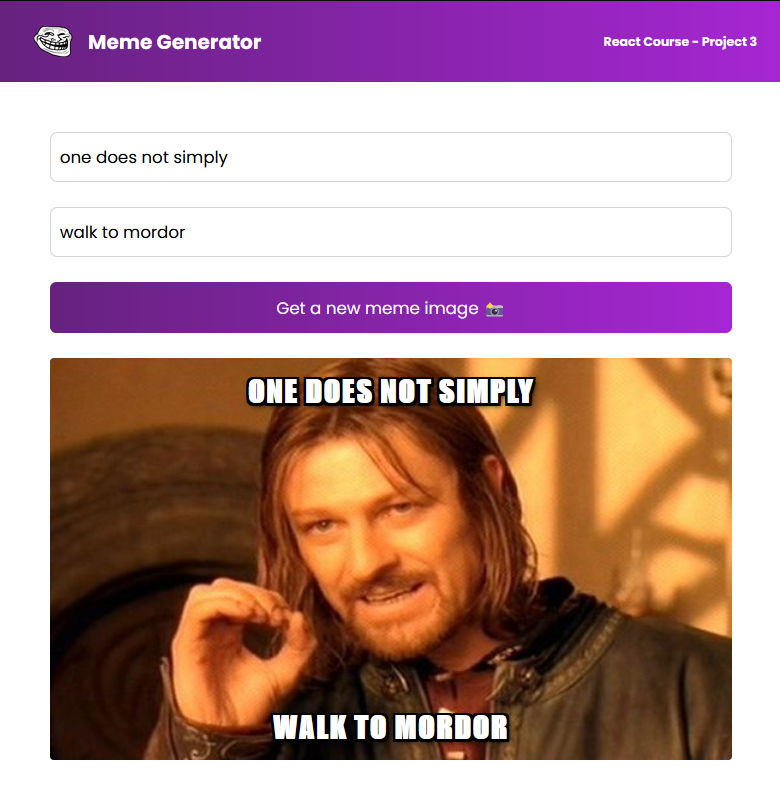 Meme Generator
React Course - Project 3
one does not simply
walk to mordor
Get a new meme image 📸
ONE DOES NOT SIMPLY
WALK TO MORDOR